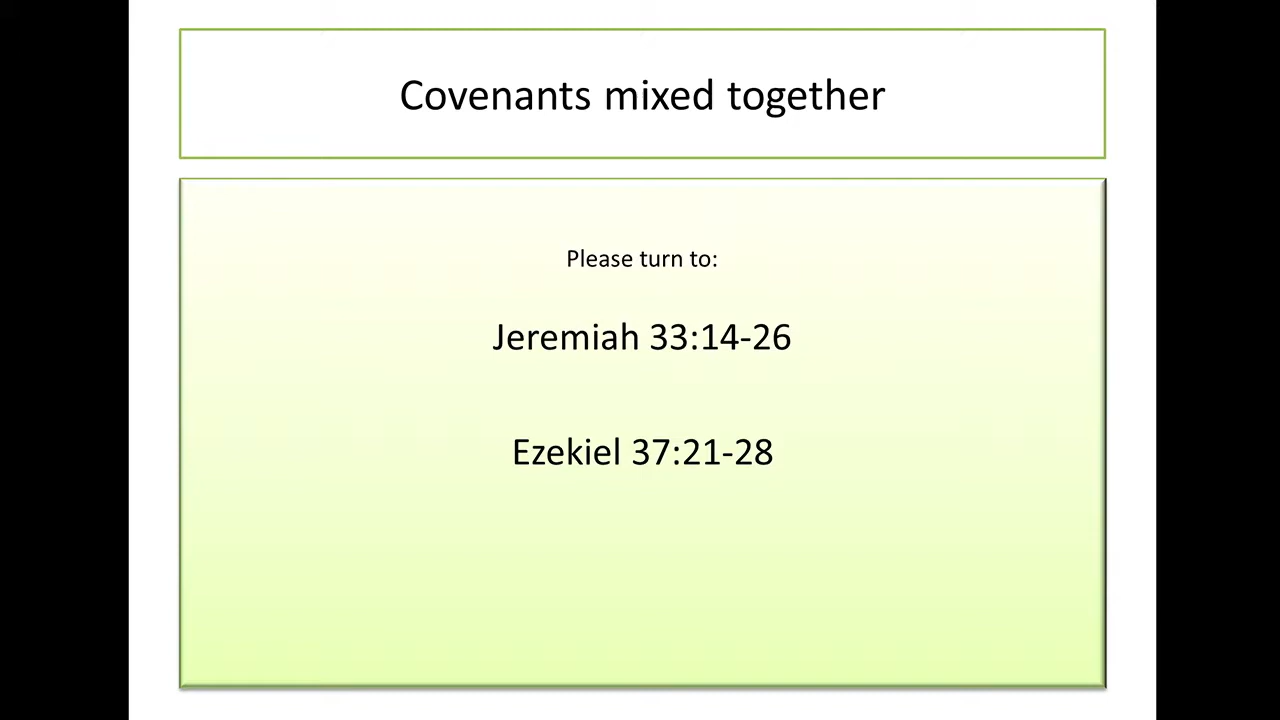 Covenants mixed together
Please turn to:
Jeremiah 33:14-26
Ezekiel 37:21-28